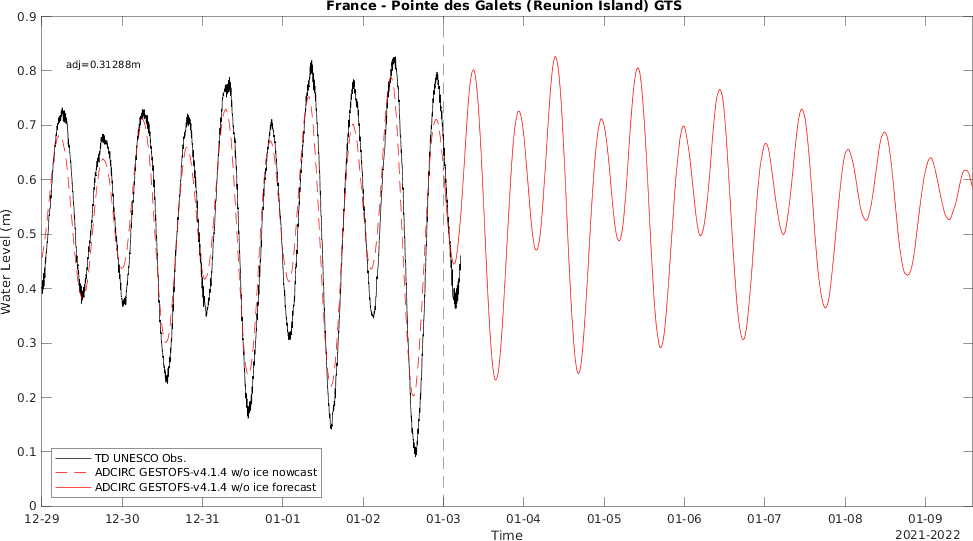 France - Pointe des Galets (Reunion Island) GTS
0.9
0.8
0.7
0.6
0.5
0.4
0.3
0.2
0.1
0
Water Level (m)
adj=0.31288m
TD UNESCO Obs.
ADCIRC GESTOFS-v4.1.4 w/o ice nowcast
ADCIRC GESTOFS-v4.1.4 w/o ice forecast
12-29 12-30 12-31 01-01 01-02 01-03 01-04 01-05 01-06 01-07 01-08 01-09
Time
2021-2022